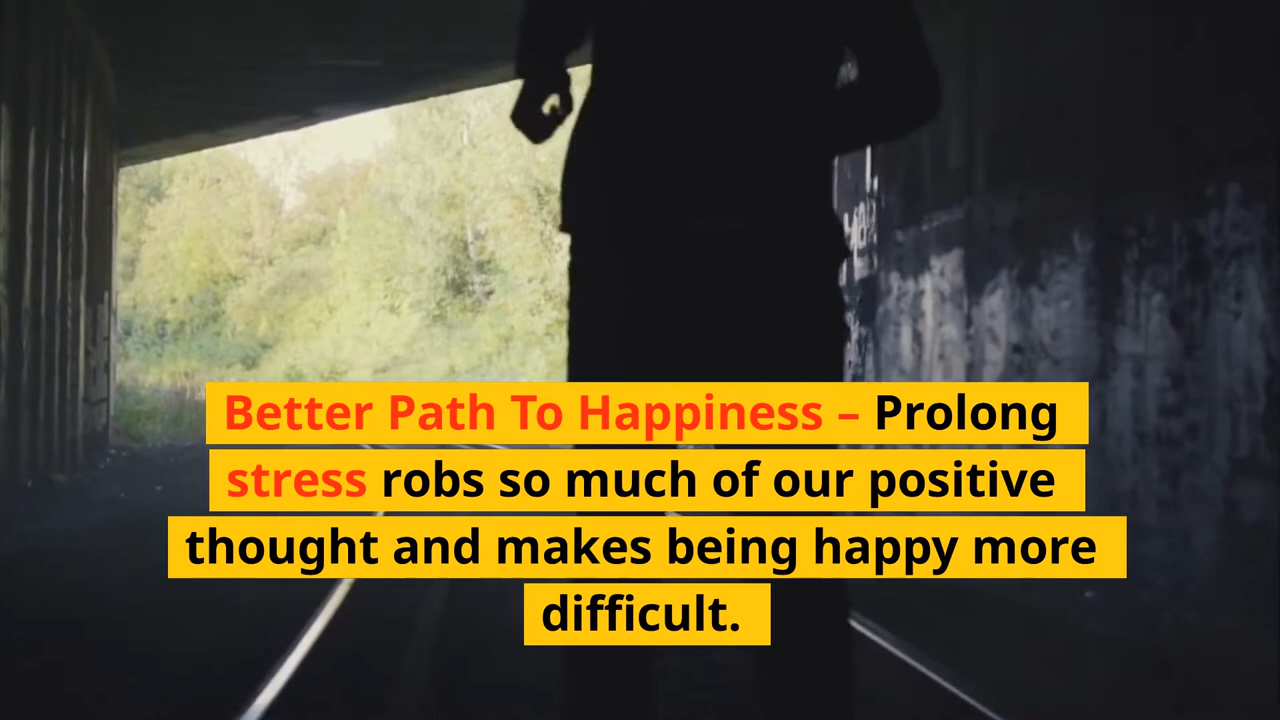 Better Path To Happiness – Prolong
stress robs so much of our positive
thought and makes being happy more
difficult.